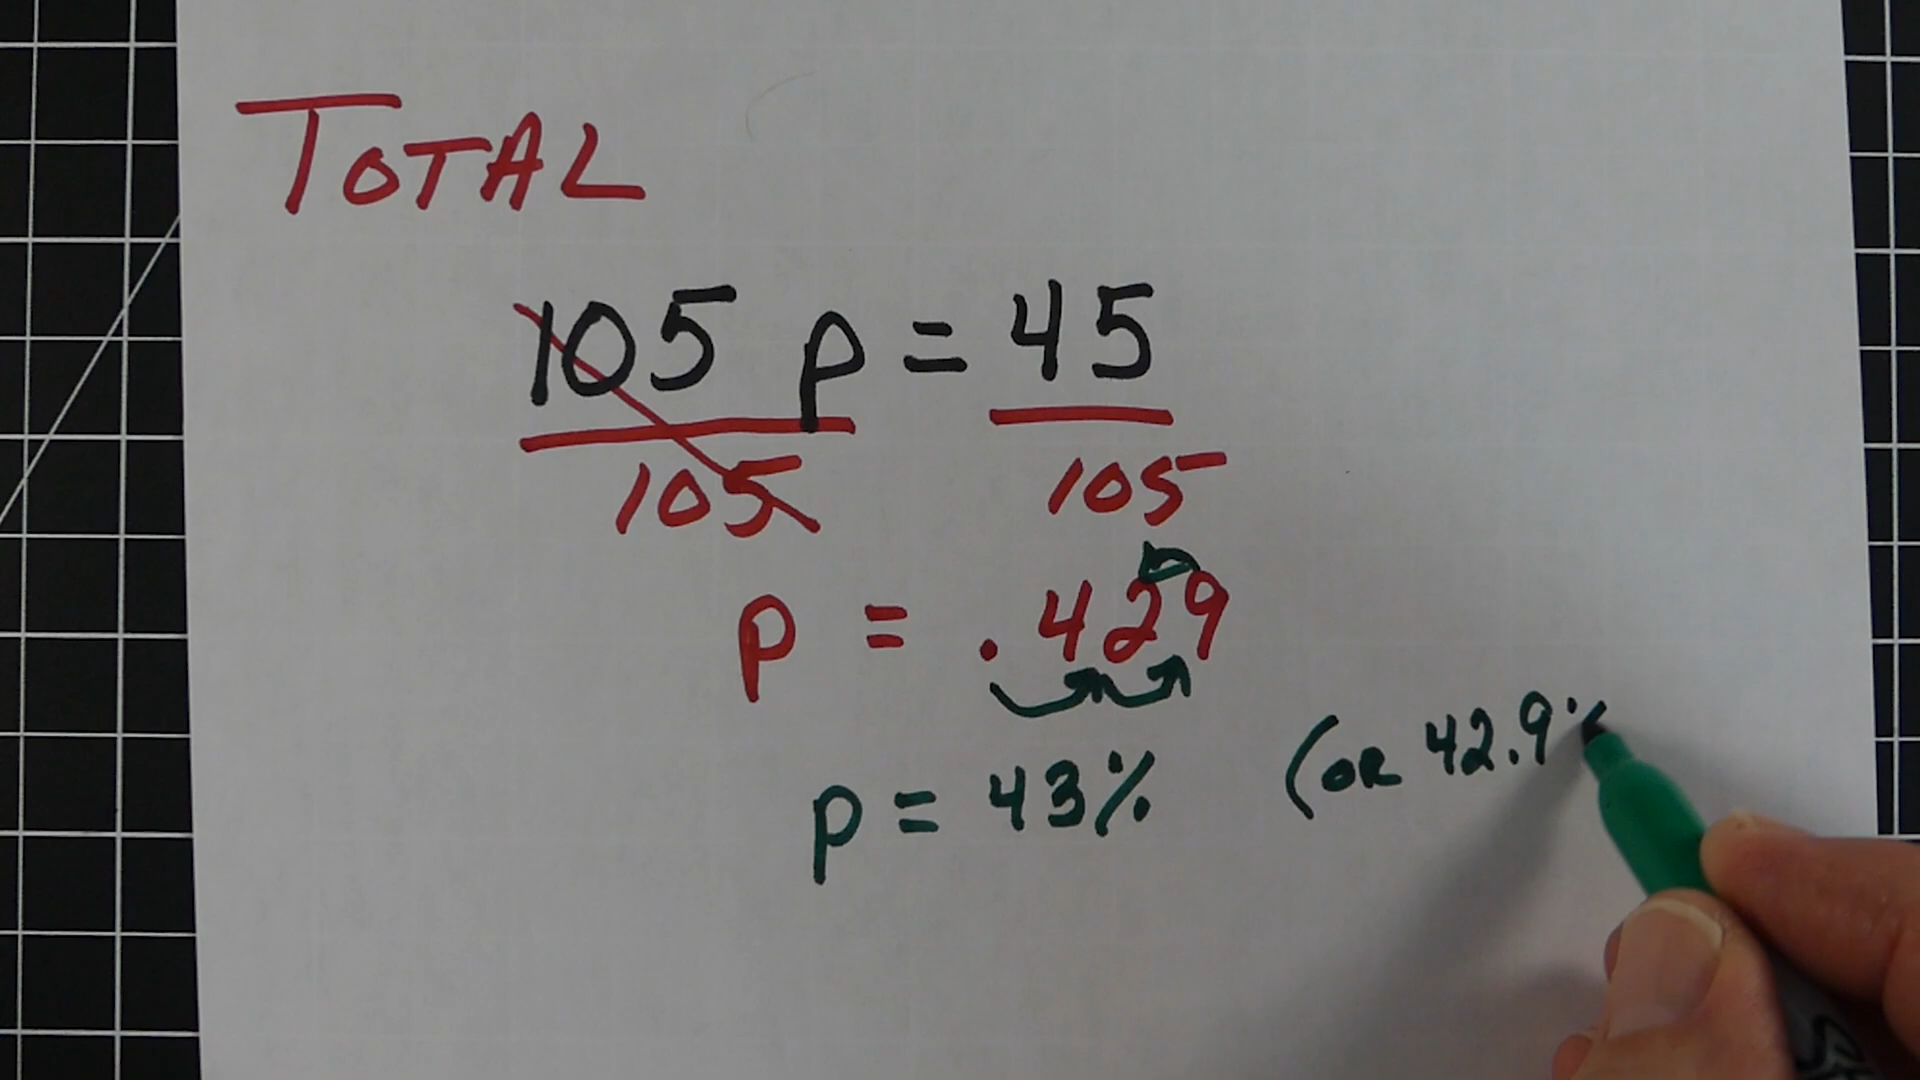 TOTAL
105 p = 45
105 105
p = .429
p = 43% (OR 42.9%